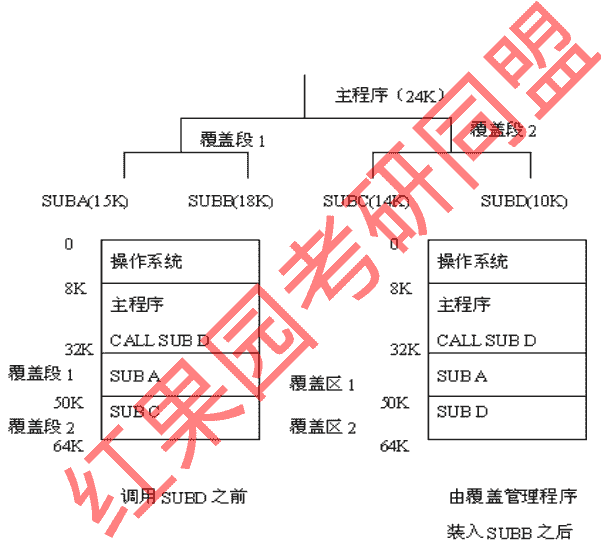 主程序（24K）
覆盖段 1
覆盖段 2
SUBA(15K)
SUBB(18K)
SUBC(14K)
SUBD(10K)
0
操作系统
8K
主程序
CALL SUB D
32K
覆盖段 1
SUB A
50K
SUB C
覆盖段 2
64K
调用 SUBD 之前
0
操作系统
8K
主程序
CALL SUB D
32K
覆盖区 1
SUB A
50K
SUB D
覆盖区 2
64K
由覆盖管理程序
装入 SUBB 之后
红果园考研同盟